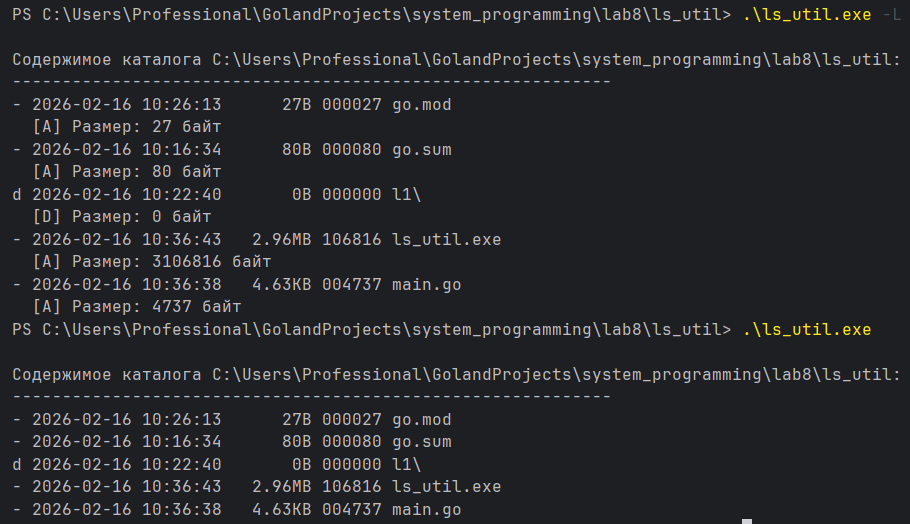 PS C:\Users\Professional\GolandProjects\system_programming\lab8\ls_util> .\ls_util.exe -L
Содержимое каталога C:\Users\Professional\GolandProjects\system_programming\lab8\ls_util:
------------------------------------------------------------
- 2026-02-16 10:26:13      27B 000027 go.mod
  [A] Размер: 27 байт
- 2026-02-16 10:16:34      80B 000080 go.sum
  [A] Размер: 80 байт
d 2026-02-16 10:22:40       0B 000000 l1\
  [D] Размер: 0 байт
- 2026-02-16 10:36:43   2.96MB 106816 ls_util.exe
  [A] Размер: 3106816 байт
- 2026-02-16 10:36:38   4.63KB 004737 main.go
  [A] Размер: 4737 байт
PS C:\Users\Professional\GolandProjects\system_programming\lab8\ls_util> .\ls_util.exe
Содержимое каталога C:\Users\Professional\GolandProjects\system_programming\lab8\ls_util:
------------------------------------------------------------
- 2026-02-16 10:26:13      27B 000027 go.mod
- 2026-02-16 10:16:34      80B 000080 go.sum
d 2026-02-16 10:22:40       0B 000000 l1\
- 2026-02-16 10:36:43   2.96MB 106816 ls_util.exe
- 2026-02-16 10:36:38   4.63KB 004737 main.go